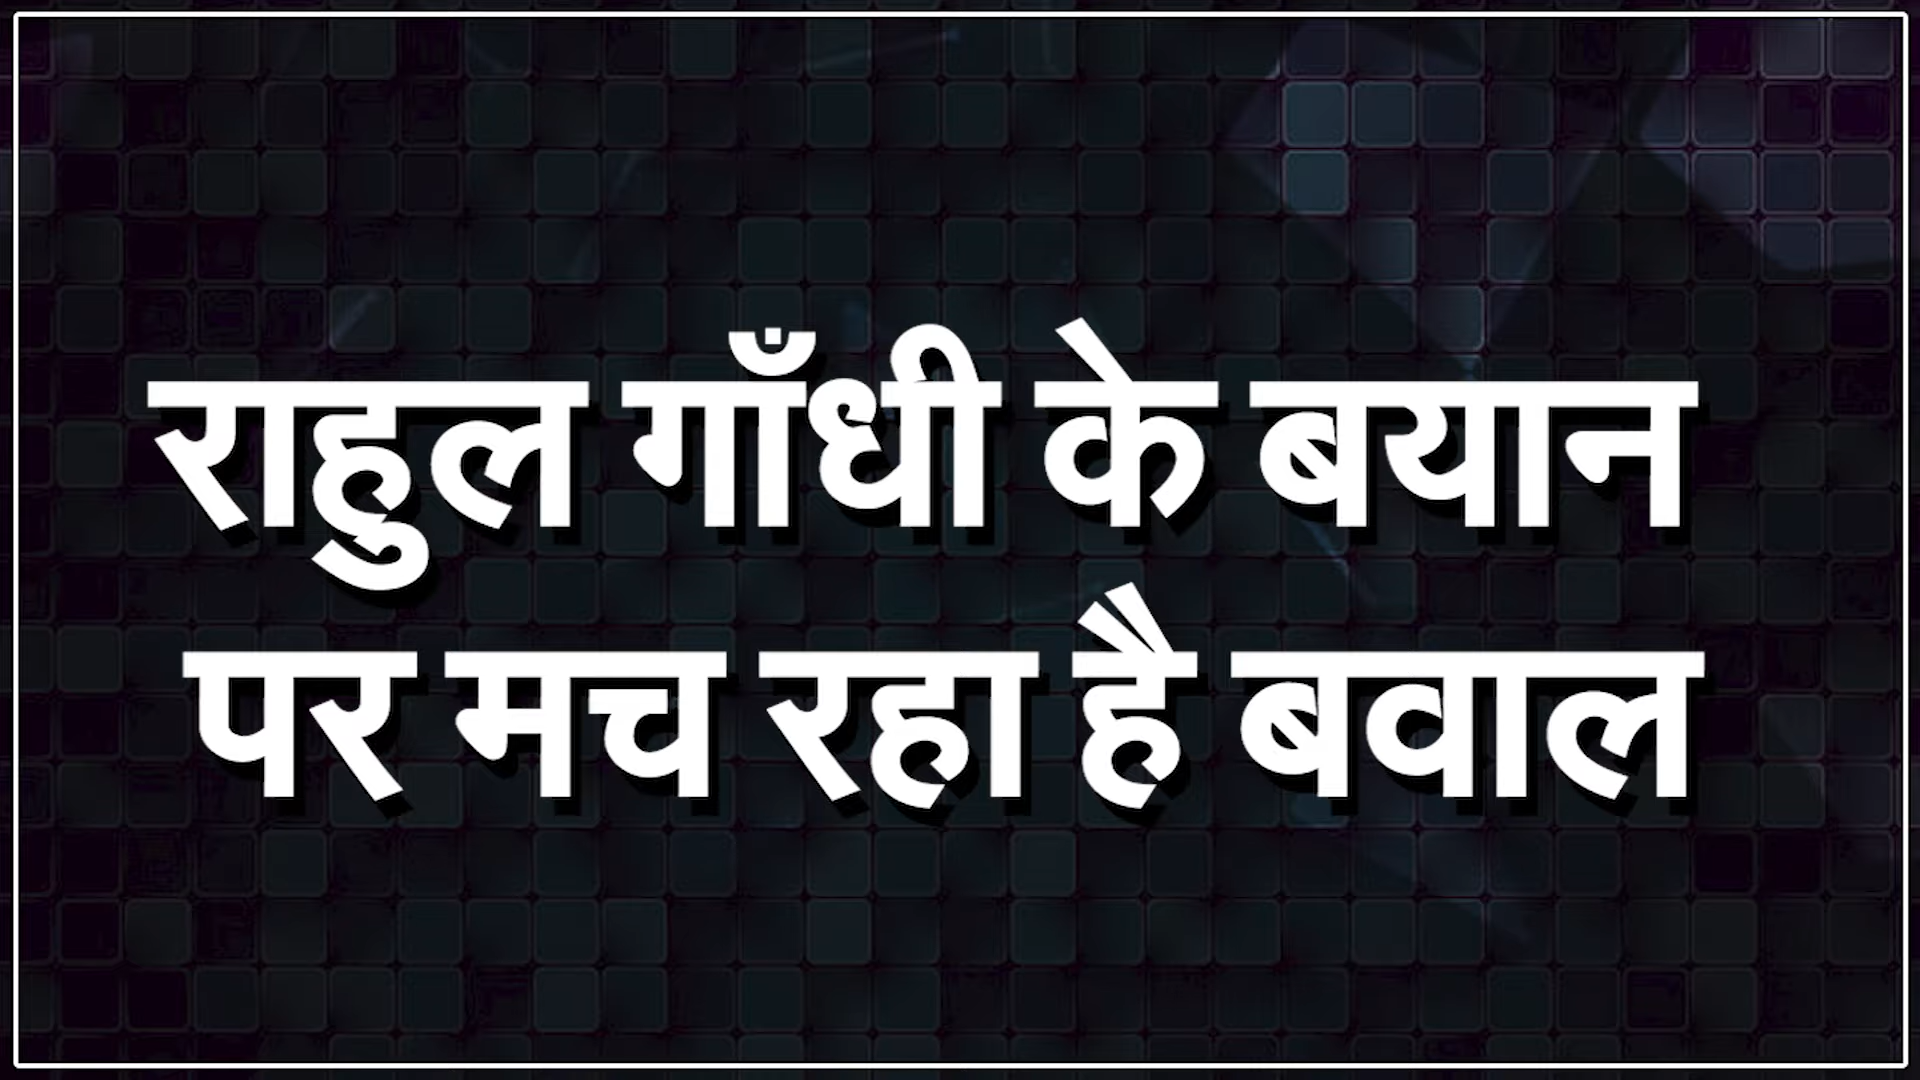 राहुल गाँधी के बयान
पर मच रहा है बवाल